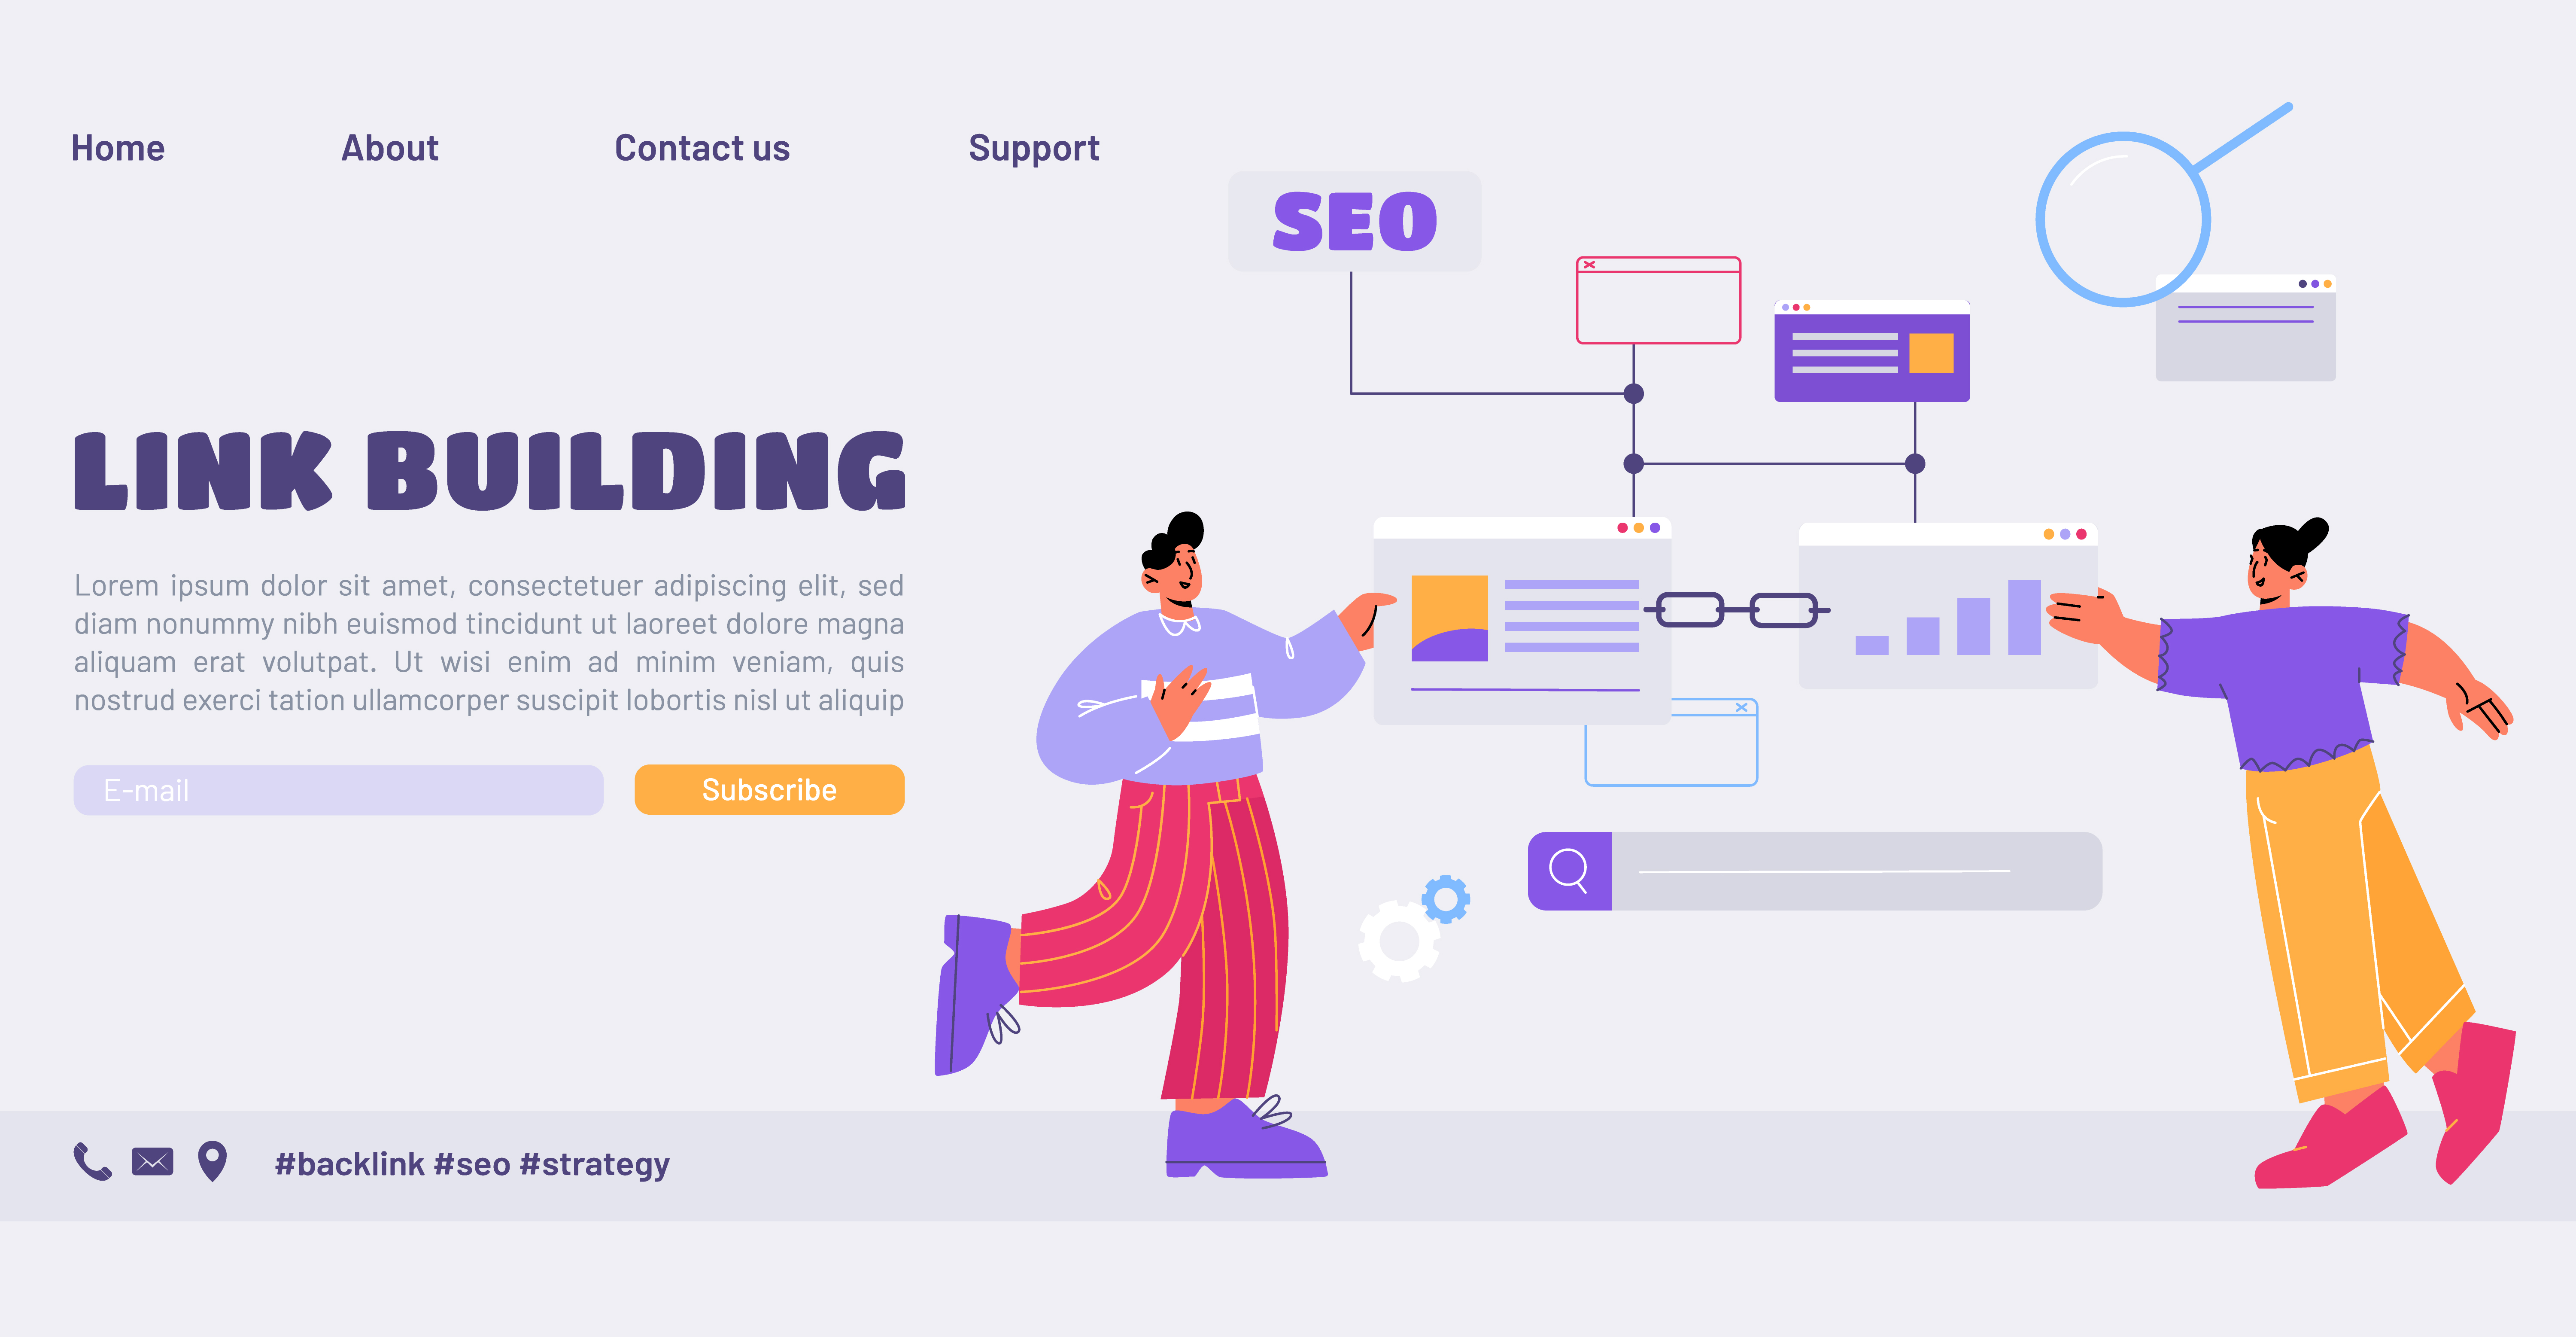 Home About Contact us Support
SEO
LINK BUILDING
Lorem ipsum dolor sit amet, consectetuer adipiscing elit, sed
diam nonummy nibh euismod tincidunt ut laoreet dolore magna
aliquam erat volutpat. Ut wisi enim ad minim veniam, quis
nostrud exerci tation ullamcorper suscipit lobortis nisl ut aliquip
E-mail Subscribe
#backlink #seo #strategy